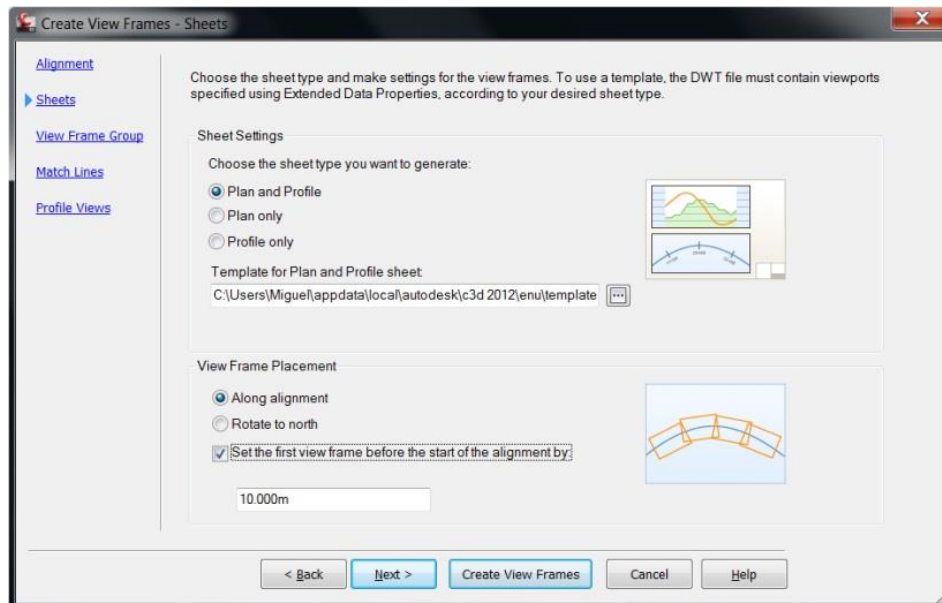 Create View Frames - Sheets
Alignment
Sheets
View Frame Group
Match Lines
Profile Views
Choose the sheet type and make settings for the view frames. To use a template, the DWT file must contain viewports
specified using Extended Data Properties, according to your desired sheet type.
Sheet Settings
Choose the sheet type you want to generate:
Plan and Profile
Plan only
Profile only
Template for Plan and Profile sheet:
C:\Users\Miguel\appdata\local\autodesk\c3d 2012\enu\template
...
View Frame Placement
Along alignment
Rotate to north
Set the first view frame before the start of the alignment by:
10.000m
< Back
Next >
Create View Frames
Cancel
Help